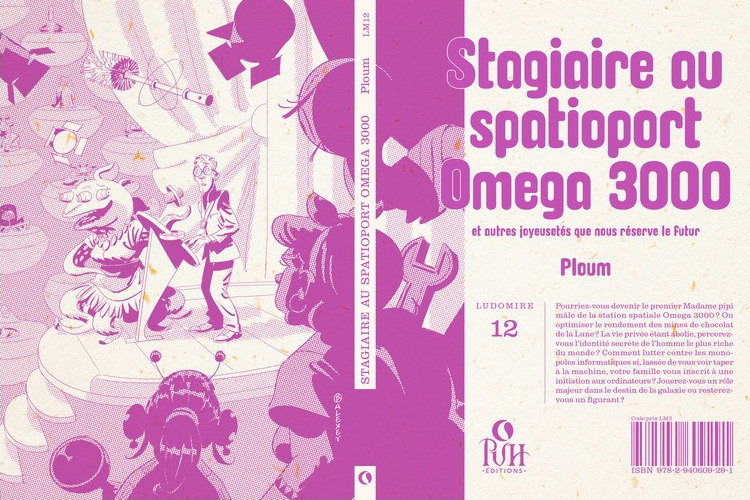 Stagiaire au
spatioport
Omega 3000
et autres joyeusetés que nous réserve le futur
Ploum
LUDOMIRE
12
Pourriez-vous devenir le premier Madame pipi
mâle de la station spatiale Omega 3000 ? Ou
optimiser le rendement des mines de chocolat
de la Lune ? La vie privée étant abolie, percerez-
vous l'identité secrète de l'homme le plus riche
du monde ? Comment lutter contre les mono-
poles informatiques si, lassée de vous voir taper
à la machine, votre famille vous inscrit à une
initiation aux ordinateurs ? Jouerez-vous un rôle
majeur dans le destin de la galaxie ou resterez-
vous un figurant ?
Code prix LM2
ISBN 978-2-940609-29-1
PVH
·ÉDITIONS·
STAGIAIRE AU SPATIOPORT OMEGA 3000 Ploum LM12